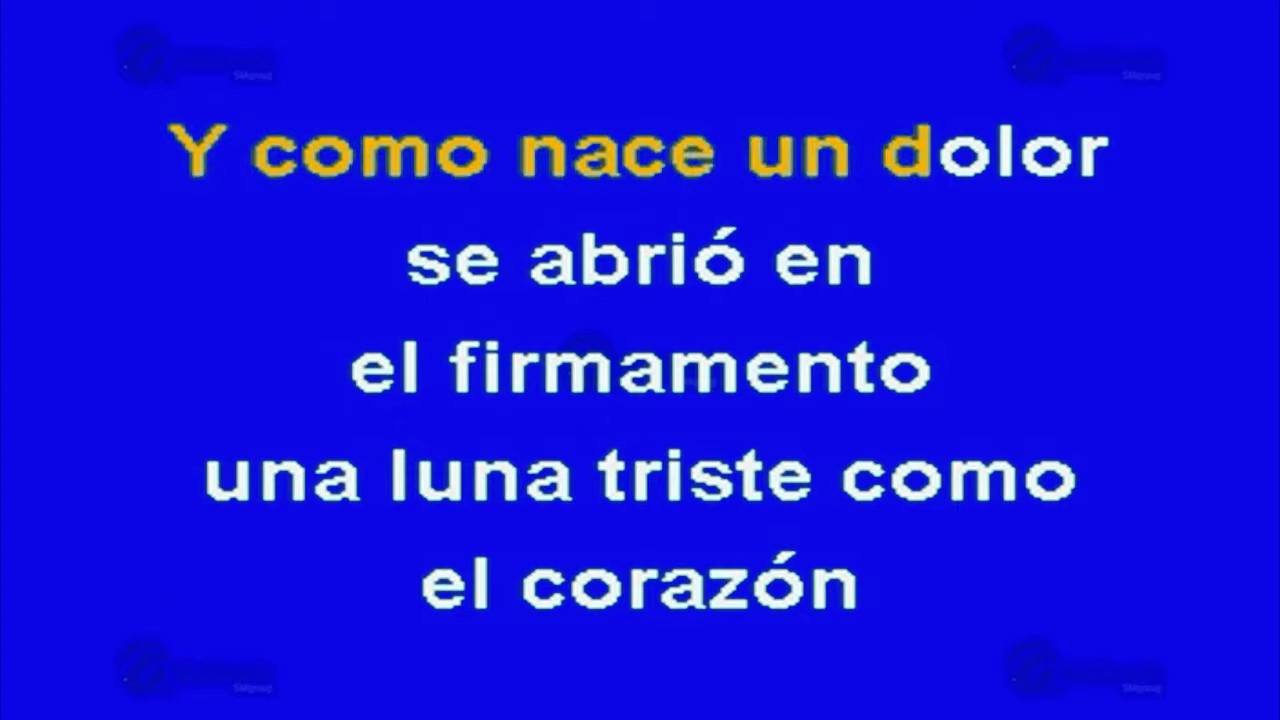 Y como nace un dolor
se abrió en
el firmamento
una luna triste como
el corazón